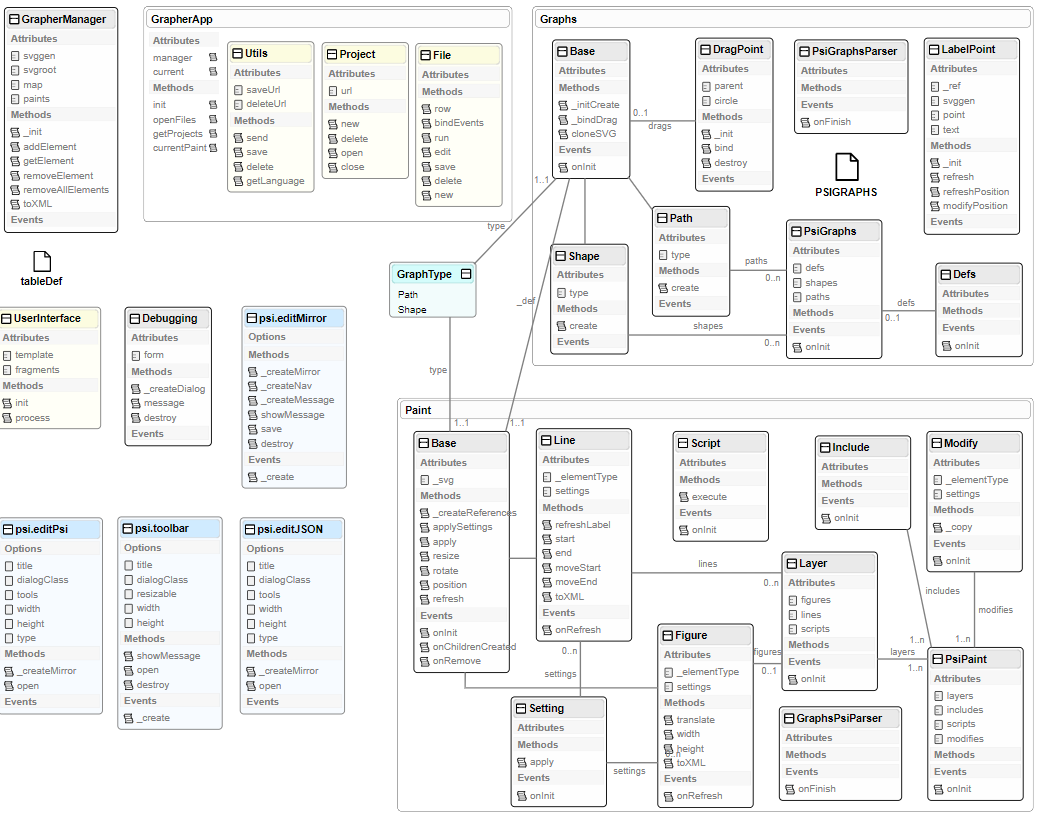 GrapherManager
Attributes
svggen
svgroot
map
paints
Methods
_init
addElement
getElement
removeElement
removeAllElements
toXML
Events
tableDef
GrapherApp
Attributes
manager
current
Methods
init
openFiles
getProjects
currentPaint
Utils
Attributes
saveUrl
deleteUrl
Methods
send
save
delete
getLanguage
Project
Attributes
url
Methods
new
delete
open
close
File
Attributes
Methods
row
bindEvents
run
edit
save
delete
new
Graphs
Base
Attributes
Methods
_initCreate
_bindDrag
cloneSVG
Events
onInit
0..1
drags
DragPoint
Attributes
parent
circle
Methods
_init
bind
destroy
Events
PsiGraphsParser
Attributes
Methods
Events
onFinish
PSIGRAPHS
LabelPoint
Attributes
_ref
svggen
point
text
Methods
_init
refresh
refreshPosition
modifyPosition
Events
1..1
type
GraphType
Path
Shape
_def
type
1..1
1..1
Shape
Attributes
type
Methods
create
Events
Path
Attributes
type
Methods
create
Events
paths
0..n
shapes
0..n
PsiGraphs
Attributes
defs
shapes
paths
Methods
Events
onInit
defs
0..1
Defs
Attributes
Methods
Events
onInit
UserInterface
Attributes
template
fragments
Methods
init
process
Debugging
Attributes
form
Methods
_createDialog
message
destroy
Events
psi.editMirror
Options
Methods
_createMirror
_createNav
_createMessage
showMessage
save
destroy
Events
_create
psi.editPsi
Options
title
dialogClass
tools
width
height
type
Methods
_createMirror
open
Events
psi.toolbar
Options
title
dialogClass
resizable
width
height
Methods
showMessage
open
destroy
Events
_create
psi.editJSON
Options
title
dialogClass
tools
width
height
type
Methods
_createMirror
open
Events
Paint
Base
Attributes
_svg
Methods
_createReferences
applySettings
apply
resize
rotate
position
refresh
Events
onInit
onChildrenCreated
onRemove
Line
Attributes
_elementType
settings
Methods
refreshLabel
start
end
moveStart
moveEnd
toXML
Events
onRefresh
0..n
settings
Script
Attributes
Methods
execute
Events
onInit
lines
0..n
Include
Attributes
Methods
Events
onInit
Modify
Attributes
_elementType
settings
Methods
_copy
Events
onInit
includes
modifies
1..n
1..n
Layer
Attributes
figures
lines
scripts
Methods
Events
onInit
layers
1..n
figures
0..1
Figure
Attributes
_elementType
settings
Methods
translate
width
height
toXML
Events
onRefresh
0..n
settings
Setting
Attributes
Methods
apply
Events
onInit
GraphsPsiParser
Attributes
Methods
Events
onFinish
PsiPaint
Attributes
layers
includes
scripts
modifies
Methods
Events
onInit